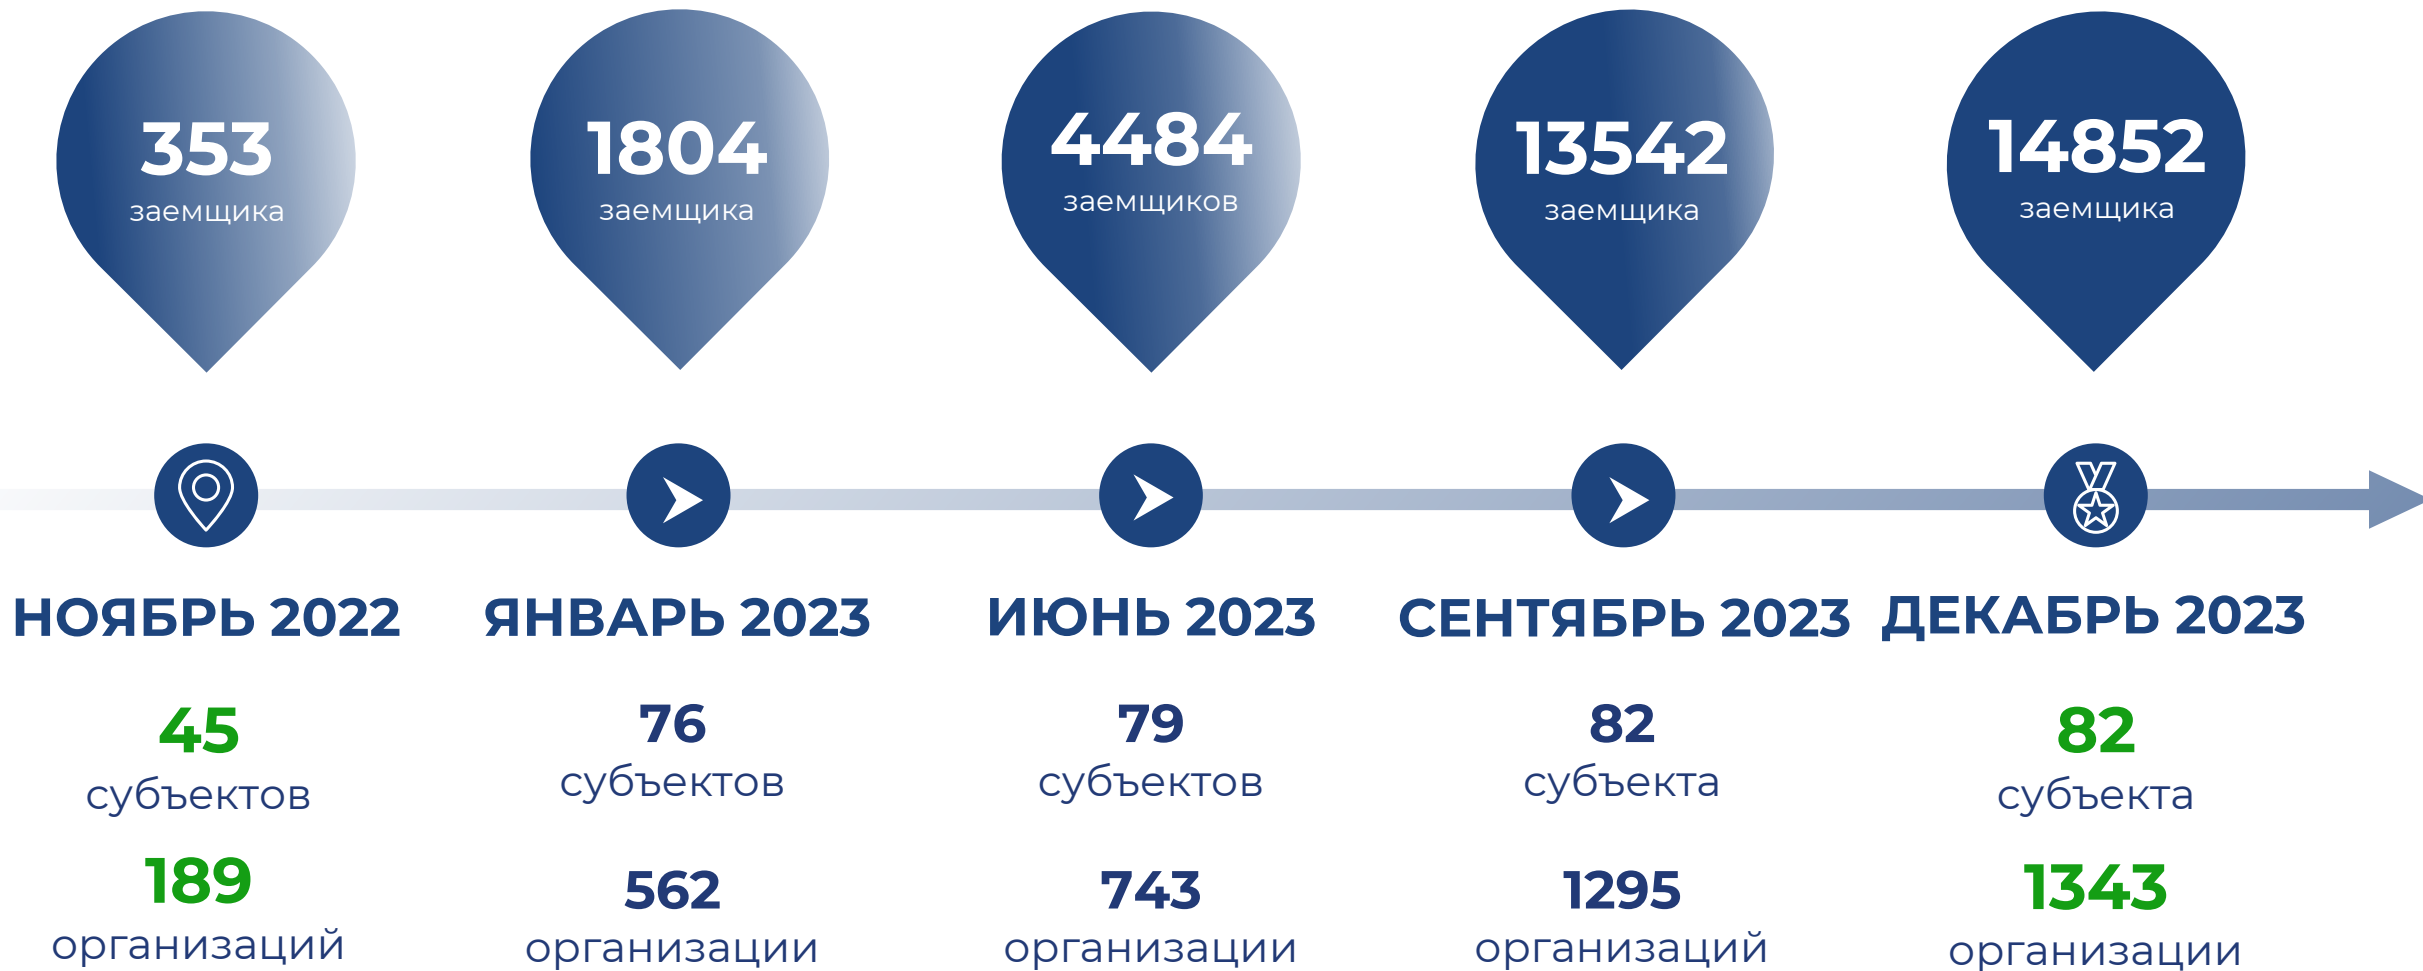 353
заемщика
1804
заемщика
4484
заемщиков
13542
заемщика
14852
заемщика
НОЯБРЬ 2022
ЯНВАРЬ 2023
ИЮНЬ 2023
СЕНТЯБРЬ 2023
ДЕКАБРЬ 2023
45
субъектов
76
субъектов
79
субъектов
82
субъекта
82
субъекта
189
организаций
562
организации
743
организации
1295
организаций
1343
организации